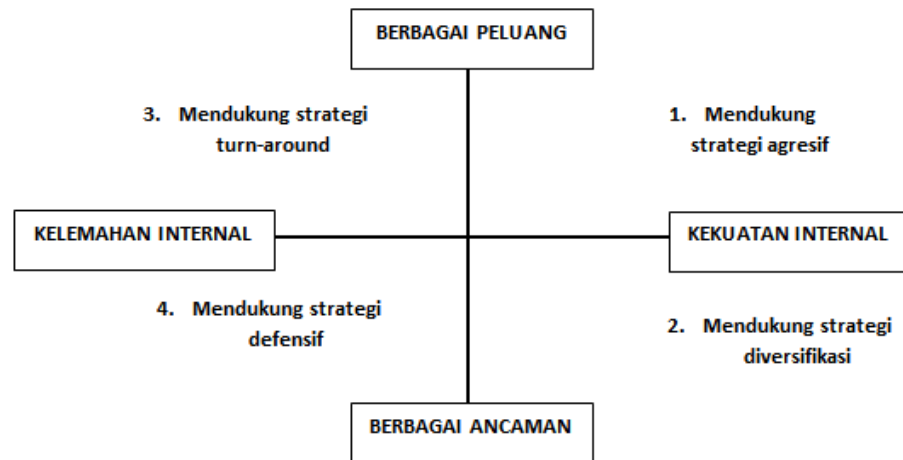 BERBAGAI PELUANG
3. Mendukung strategi
turn-around
1. Mendukung
strategi agresif
KELEMAHAN INTERNAL
KEKUATAN INTERNAL
4. Mendukung strategi
defensif
2. Mendukung strategi
diversifikasi
BERBAGAI ANCAMAN